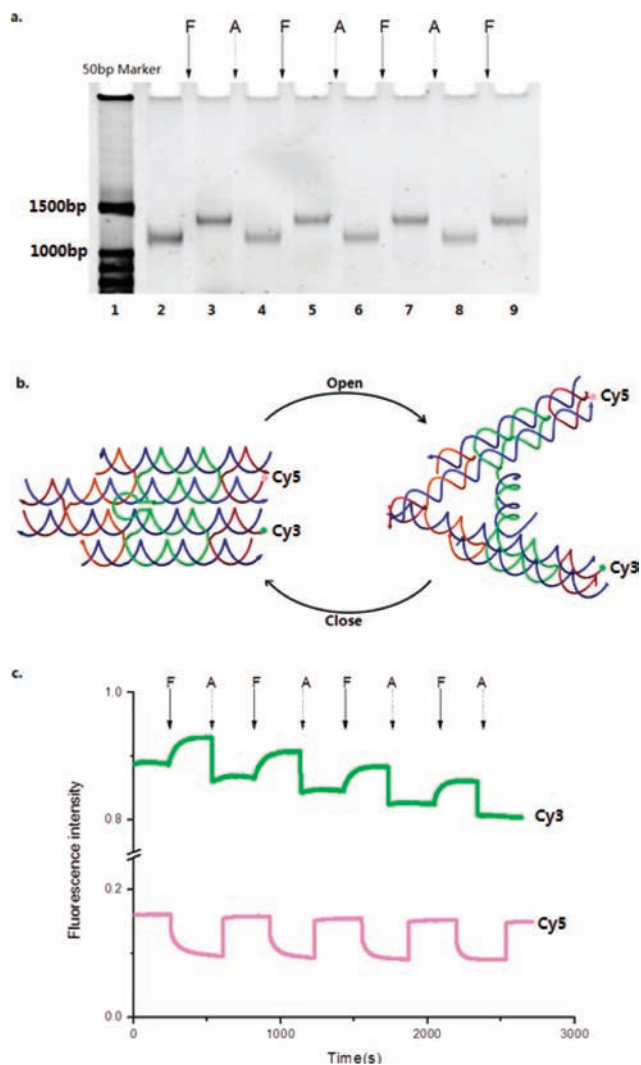 a.
F A F A F A F
50bp Marker
1500bp
1000bp
1 2 3 4 5 6 7 8 9
b.
Open
Cy5
Cy5
Cy3
Cy3
Close
c.
F A F A F A F A
1.0
Cy3
0.8
Fluorescence intensity
0.2
Cy5
0.0
0 1000 2000 3000
Time(s)